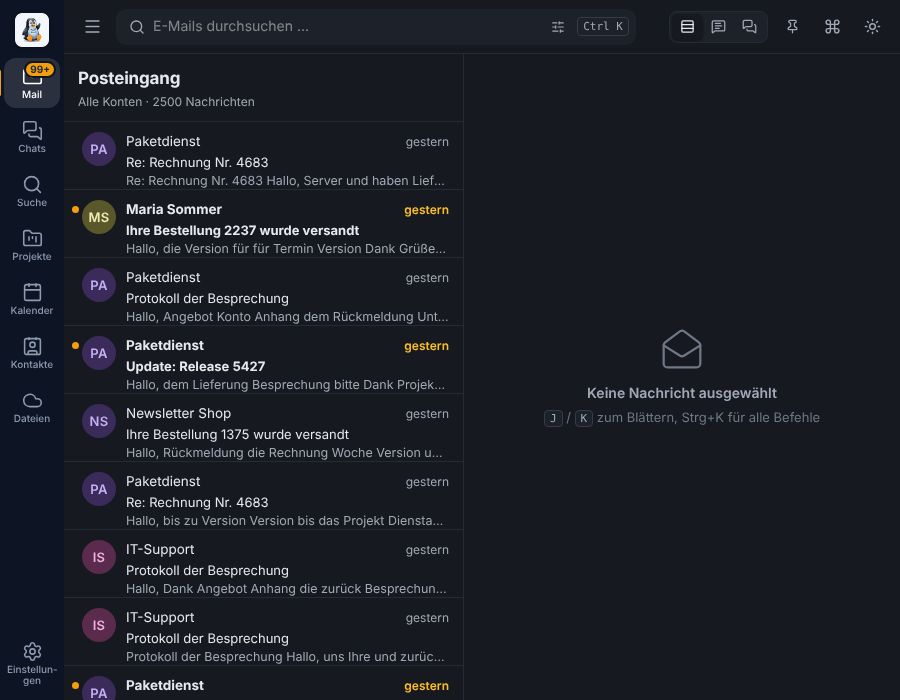 E-Mails durchsuchen ...
Ctrl K
99+
Mail
Chats
Suche
Projekte
Kalender
Kontakte
Dateien
Einstellun-
gen
Posteingang
Alle Konten · 2500 Nachrichten
PA
Paketdienst
gestern
Re: Rechnung Nr. 4683
Re: Rechnung Nr. 4683 Hallo, Server und haben Lief...
MS
Maria Sommer
gestern
Ihre Bestellung 2237 wurde versandt
Hallo, die Version für für Termin Version Dank Grüße...
PA
Paketdienst
gestern
Protokoll der Besprechung
Hallo, Angebot Konto Anhang dem Rückmeldung Unt...
PA
Paketdienst
gestern
Update: Release 5427
Hallo, dem Lieferung Besprechung bitte Dank Projek...
NS
Newsletter Shop
gestern
Ihre Bestellung 1375 wurde versandt
Hallo, Rückmeldung die Rechnung Woche Version u...
PA
Paketdienst
gestern
Re: Rechnung Nr. 4683
Hallo, bis zu Version Version bis das Projekt Diensta...
IS
IT-Support
gestern
Protokoll der Besprechung
Hallo, Dank Angebot Anhang die zurück Besprechun...
IS
IT-Support
gestern
Protokoll der Besprechung
Protokoll der Besprechung Hallo, uns Ihre und zurüc...
PA
Paketdienst
gestern
Keine Nachricht ausgewählt
J / K zum Blättern, Strg+K für alle Befehle